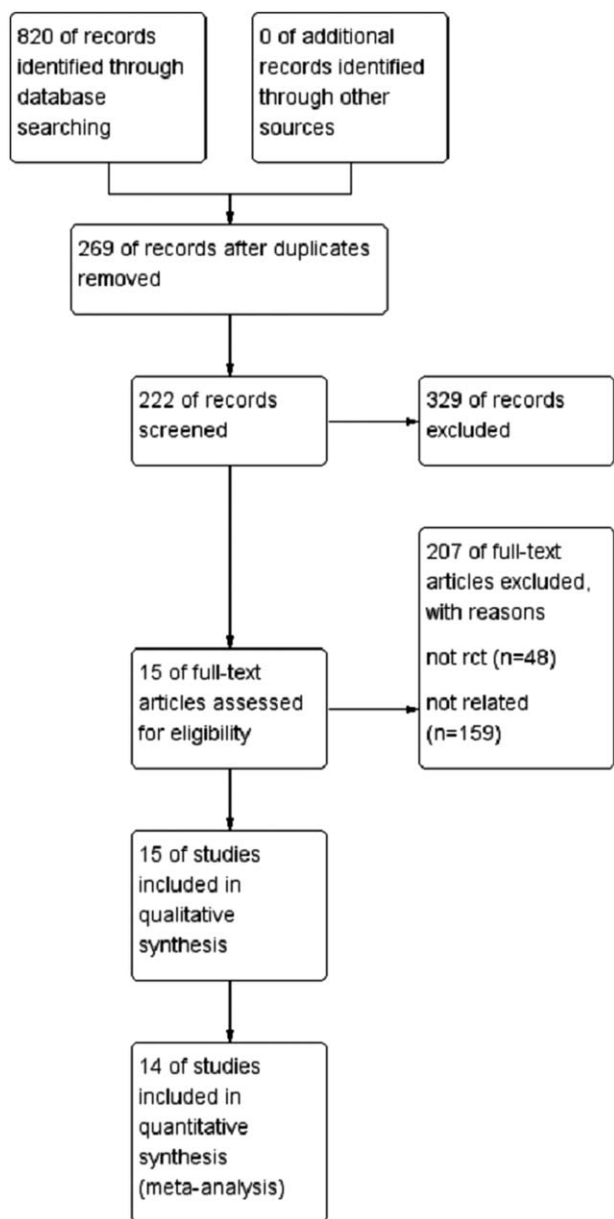 820 of records
identified through
database
searching
0 of additional
records identified
through other
sources
269 of records after duplicates
removed
222 of records
screened
329 of records
excluded
207 of full-text
articles excluded,
with reasons
not rct (n=48)
not related
(n=159)
15 of full-text
articles assessed
for eligibility
15 of studies
included in
qualitative
synthesis
14 of studies
included in
quantitative
synthesis
(meta-analysis)